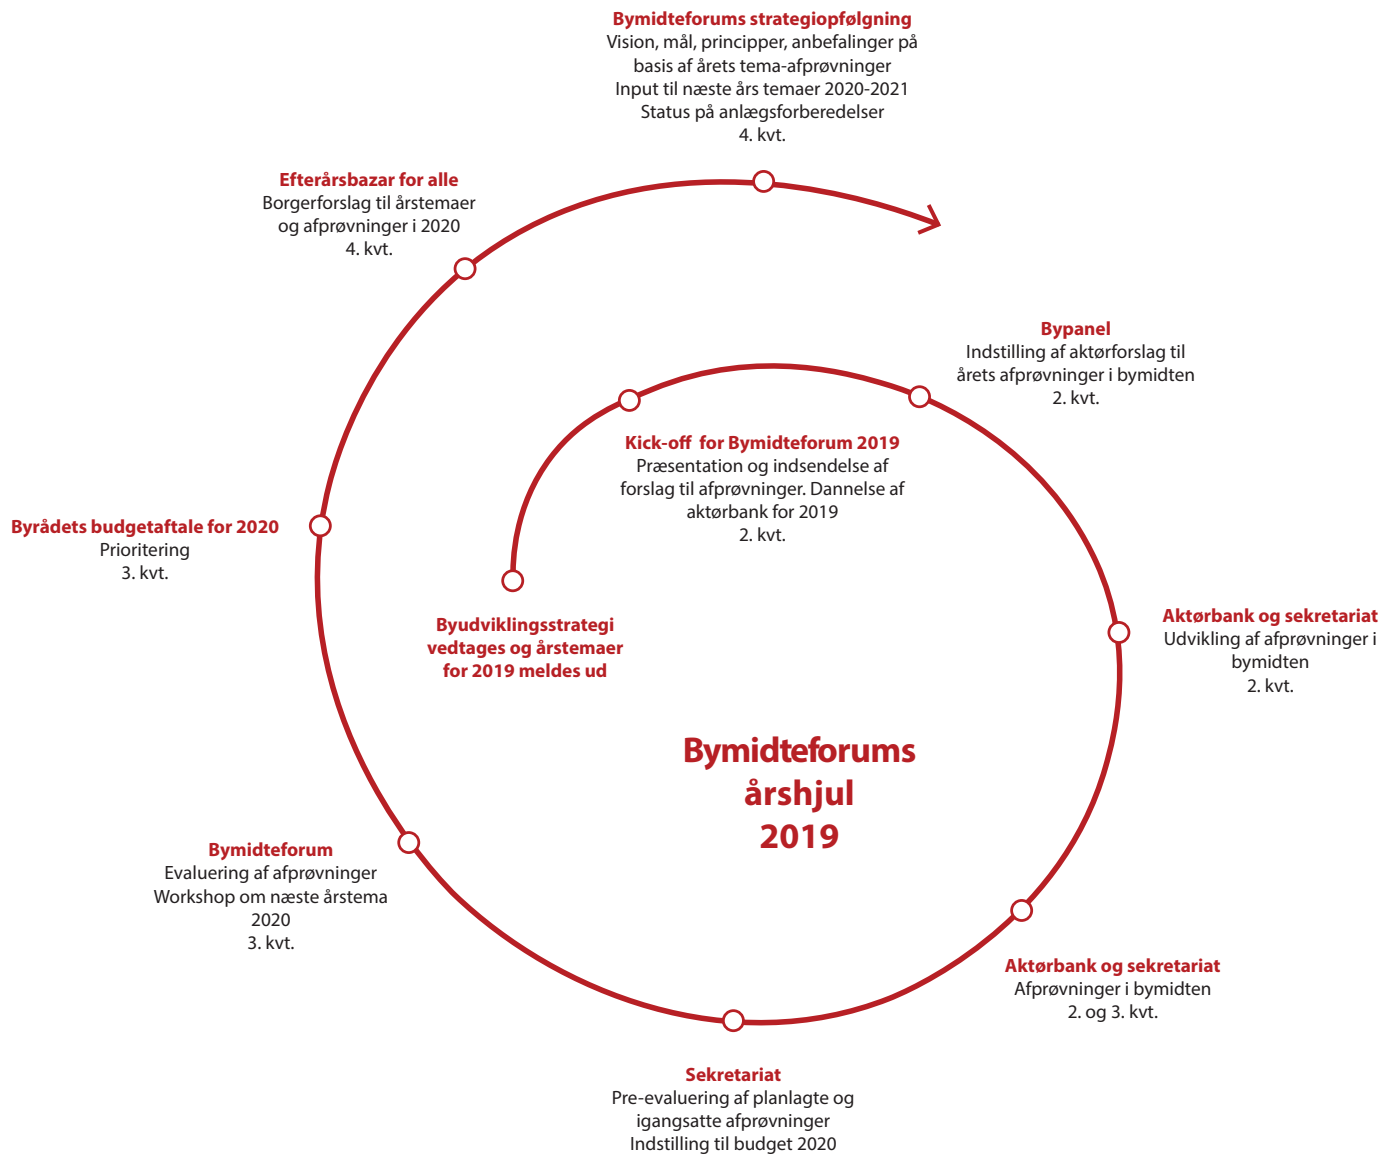 Bymidteforums strategiopfølgning
Vision, mål, principper, anbefalinger på
basis af årets tema-afprøvninger
Input til næste års temaer 2020-2021
Status på anlægsforberedelser
4. kvt.
Efterårsbazar for alle
Borgerforslag til årstemaer
og afprøvninger i 2020
4. kvt.
Bypanel
Indstilling af aktørforslag til
årets afprøvninger i bymidten
2. kvt.
Kick-off for Bymidteforum 2019
Præsentation og indsendelse af
forslag til afprøvninger. Dannelse af
aktørbank for 2019
2. kvt.
Byrådets budgetaftale for 2020
Prioritering
3. kvt.
Byudviklingsstrategi
vedtages og årstemaer
for 2019 meldes ud
Aktørbank og sekretariat
Udvikling af afprøvninger i
bymidten
2. kvt.
Bymidteforums
årshjul
2019
Bymidteforum
Evaluering af afprøvninger
Workshop om næste årstema
2020
3. kvt.
Aktørbank og sekretariat
Afprøvninger i bymidten
2. og 3. kvt.
Sekretariat
Pre-evaluering af planlagte og
igangsatte afprøvninger
Indstilling til budget 2020